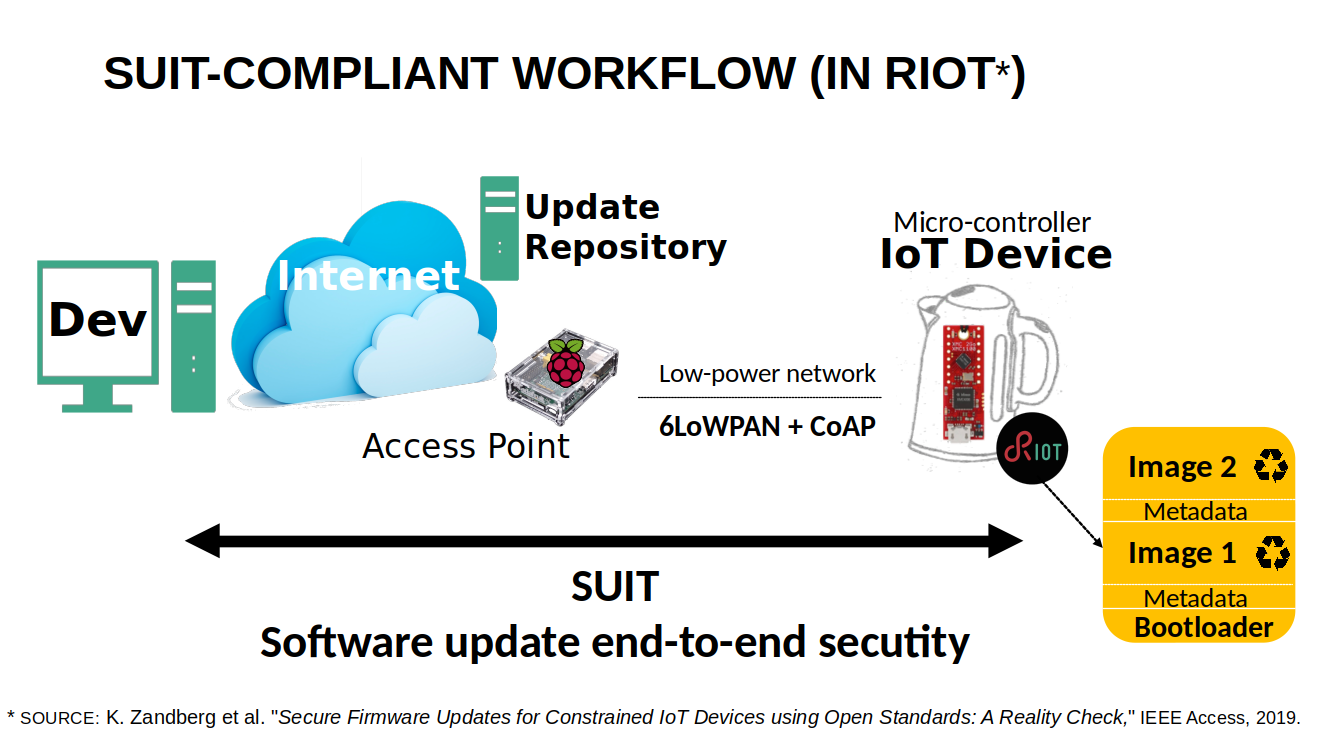 SUIT-COMPLIANT WORKFLOW (IN RIOT*)
Update
Repository
Internet
Dev
Micro-controller
IoT Device
Low-power network
6LoWPAN + CoAP
Access Point
RIOT
Image 2
Metadata
Image 1
Metadata
Bootloader
SUIT
Software update end-to-end secutity
* SOURCE: K. Zandberg et al. "Secure Firmware Updates for Constrained IoT Devices using Open Standards: A Reality Check," IEEE Access, 2019.